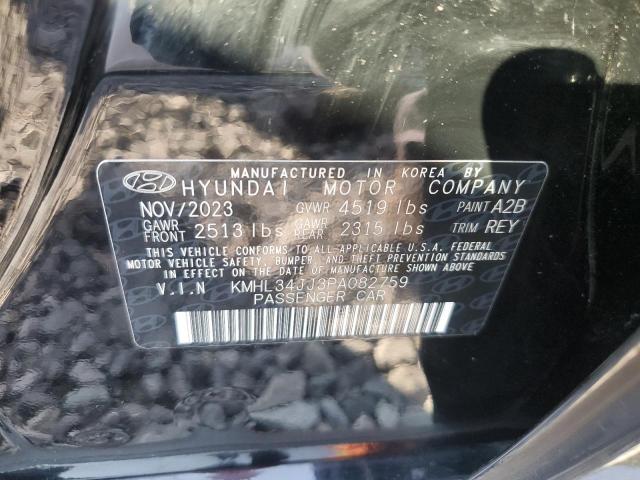 MANUFACTURED IN KOREA BY
HYUNDAI MOTOR COMPANY
NOV/2023 GVWR 4519 lbs PAINT A2B
GAWR FRONT 2513 lbs GAWR REAR 2315 lbs TRIM REY
THIS VEHICLE CONFORMS TO ALL APPLICABLE U.S.A. FEDERAL
MOTOR VEHICLE SAFETY, BUMPER, AND THEFT PREVENTION STANDARDS
IN EFFECT ON THE DATE OF MANUFACTURE SHOWN ABOVE.
V.I.N KMHL34JJ3PA082759
PASSENGER CAR